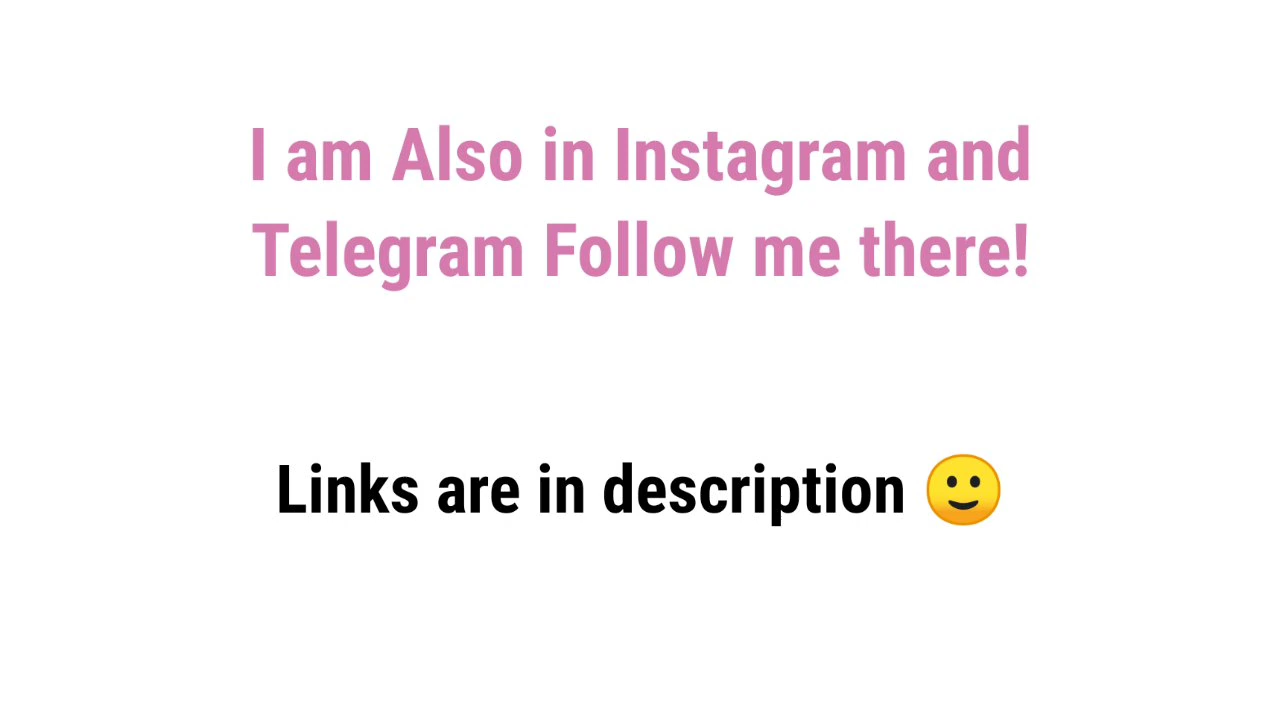 I am Also in Instagram and
Telegram Follow me there!
Links are in description 🙂